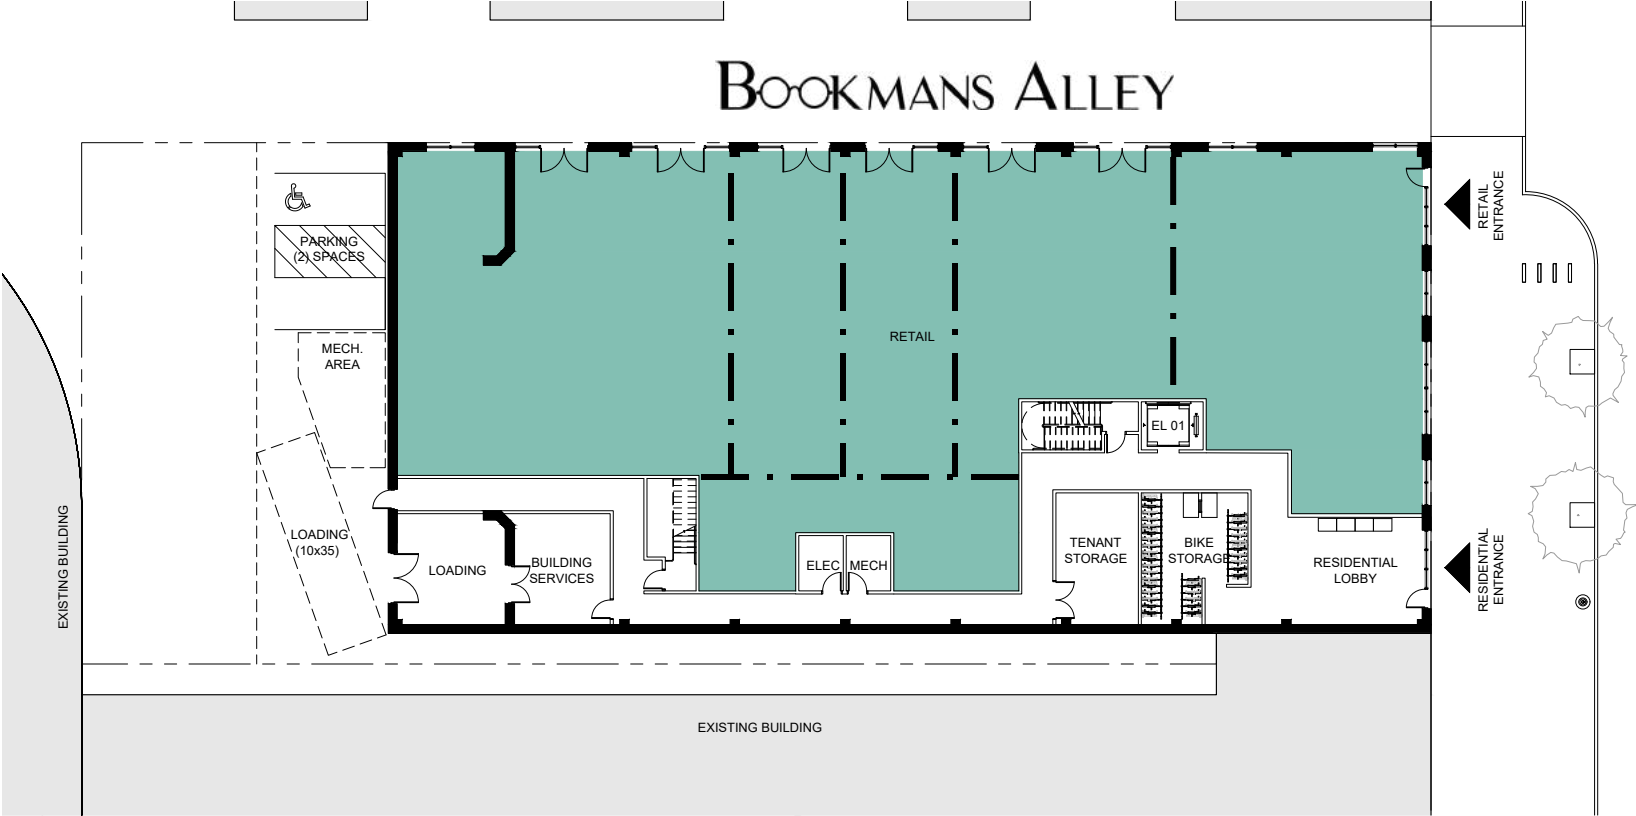 BOOKMANS ALLEY
RETAIL
ENTRANCE
PARKING
(2) SPACES
RETAIL
MECH.
AREA
EL 01
LOADING
(10x35)
EXISTING BUILDING
LOADING
BUILDING
SERVICES
ELEC
MECH
TENANT
STORAGE
BIKE
STORAGE
RESIDENTIAL
LOBBY
RESIDENTIAL
ENTRANCE
EXISTING BUILDING